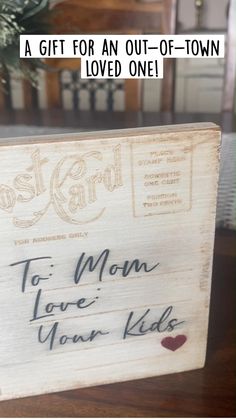 A GIFT FOR AN OUT-OF-TOWN
LOVED ONE!
Post Card
PLACE
STAMP HERE
DOMESTIC
ONE CENT
FOREIGN
TWO CENTS
FOR ADDRESS ONLY
To: Mom
Love:
Your Kids